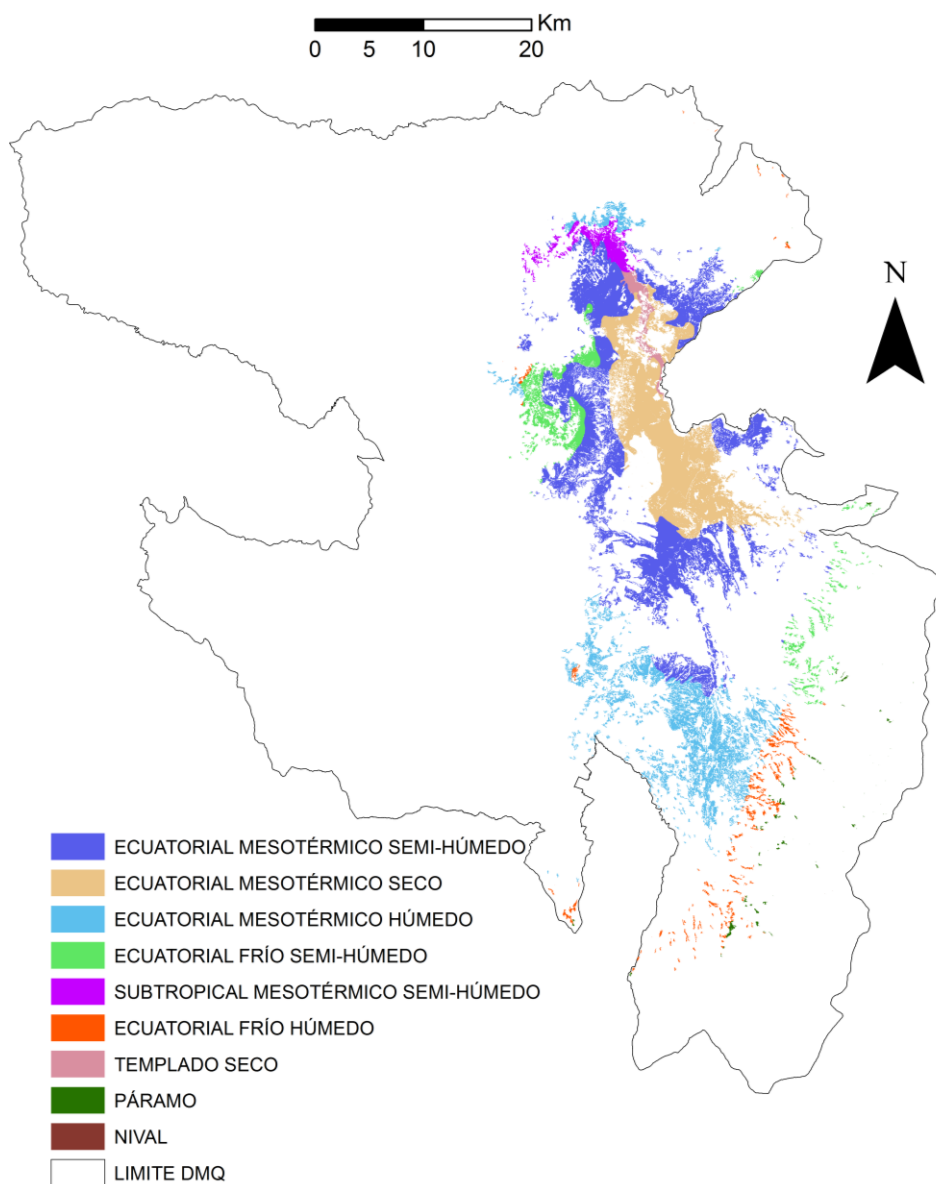 Km
0 5 10 20
N
ECUATORIAL MESOTÉRMICO SEMI-HÚMEDO
ECUATORIAL MESOTÉRMICO SECO
ECUATORIAL MESOTÉRMICO HÚMEDO
ECUATORIAL FRÍO SEMI-HÚMEDO
SUBTROPICAL MESOTÉRMICO SEMI-HÚMEDO
ECUATORIAL FRÍO HÚMEDO
TEMPLADO SECO
PÁRAMO
NIVAL
LIMITE DMQ